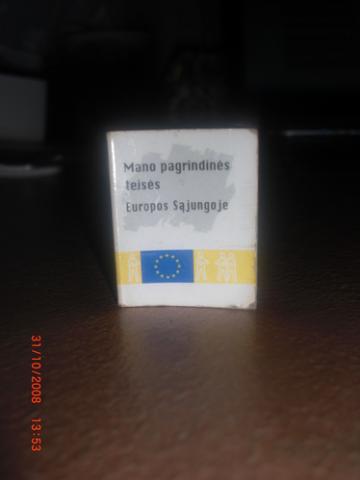 Mano pagrindinės
teisės
Europos Sąjungoje
31/10/2008 13:53